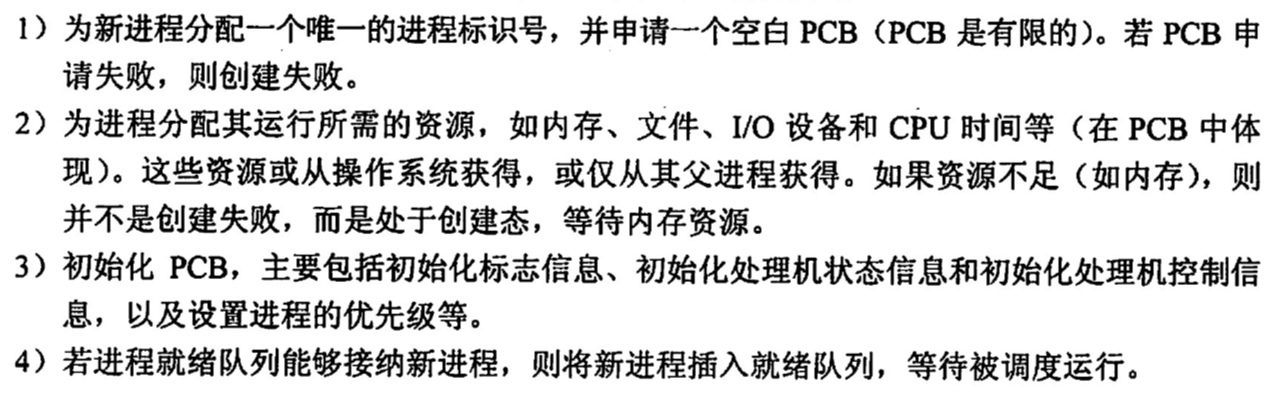 1）为新进程分配一个唯一的进程标识号，并申请一个空白 PCB（PCB 是有限的）。若 PCB 申
请失败，则创建失败。
2）为进程分配其运行所需的资源，如内存、文件、I/O 设备和 CPU 时间等（在 PCB 中体
现）。这些资源或从操作系统获得，或仅从其父进程获得。如果资源不足（如内存），则
并不是创建失败，而是处于创建态，等待内存资源。
3）初始化 PCB，主要包括初始化标志信息、初始化处理机状态信息和初始化处理机控制信
息，以及设置进程的优先级等。
4）若进程就绪队列能够接纳新进程，则将新进程插入就绪队列，等待被调度运行。